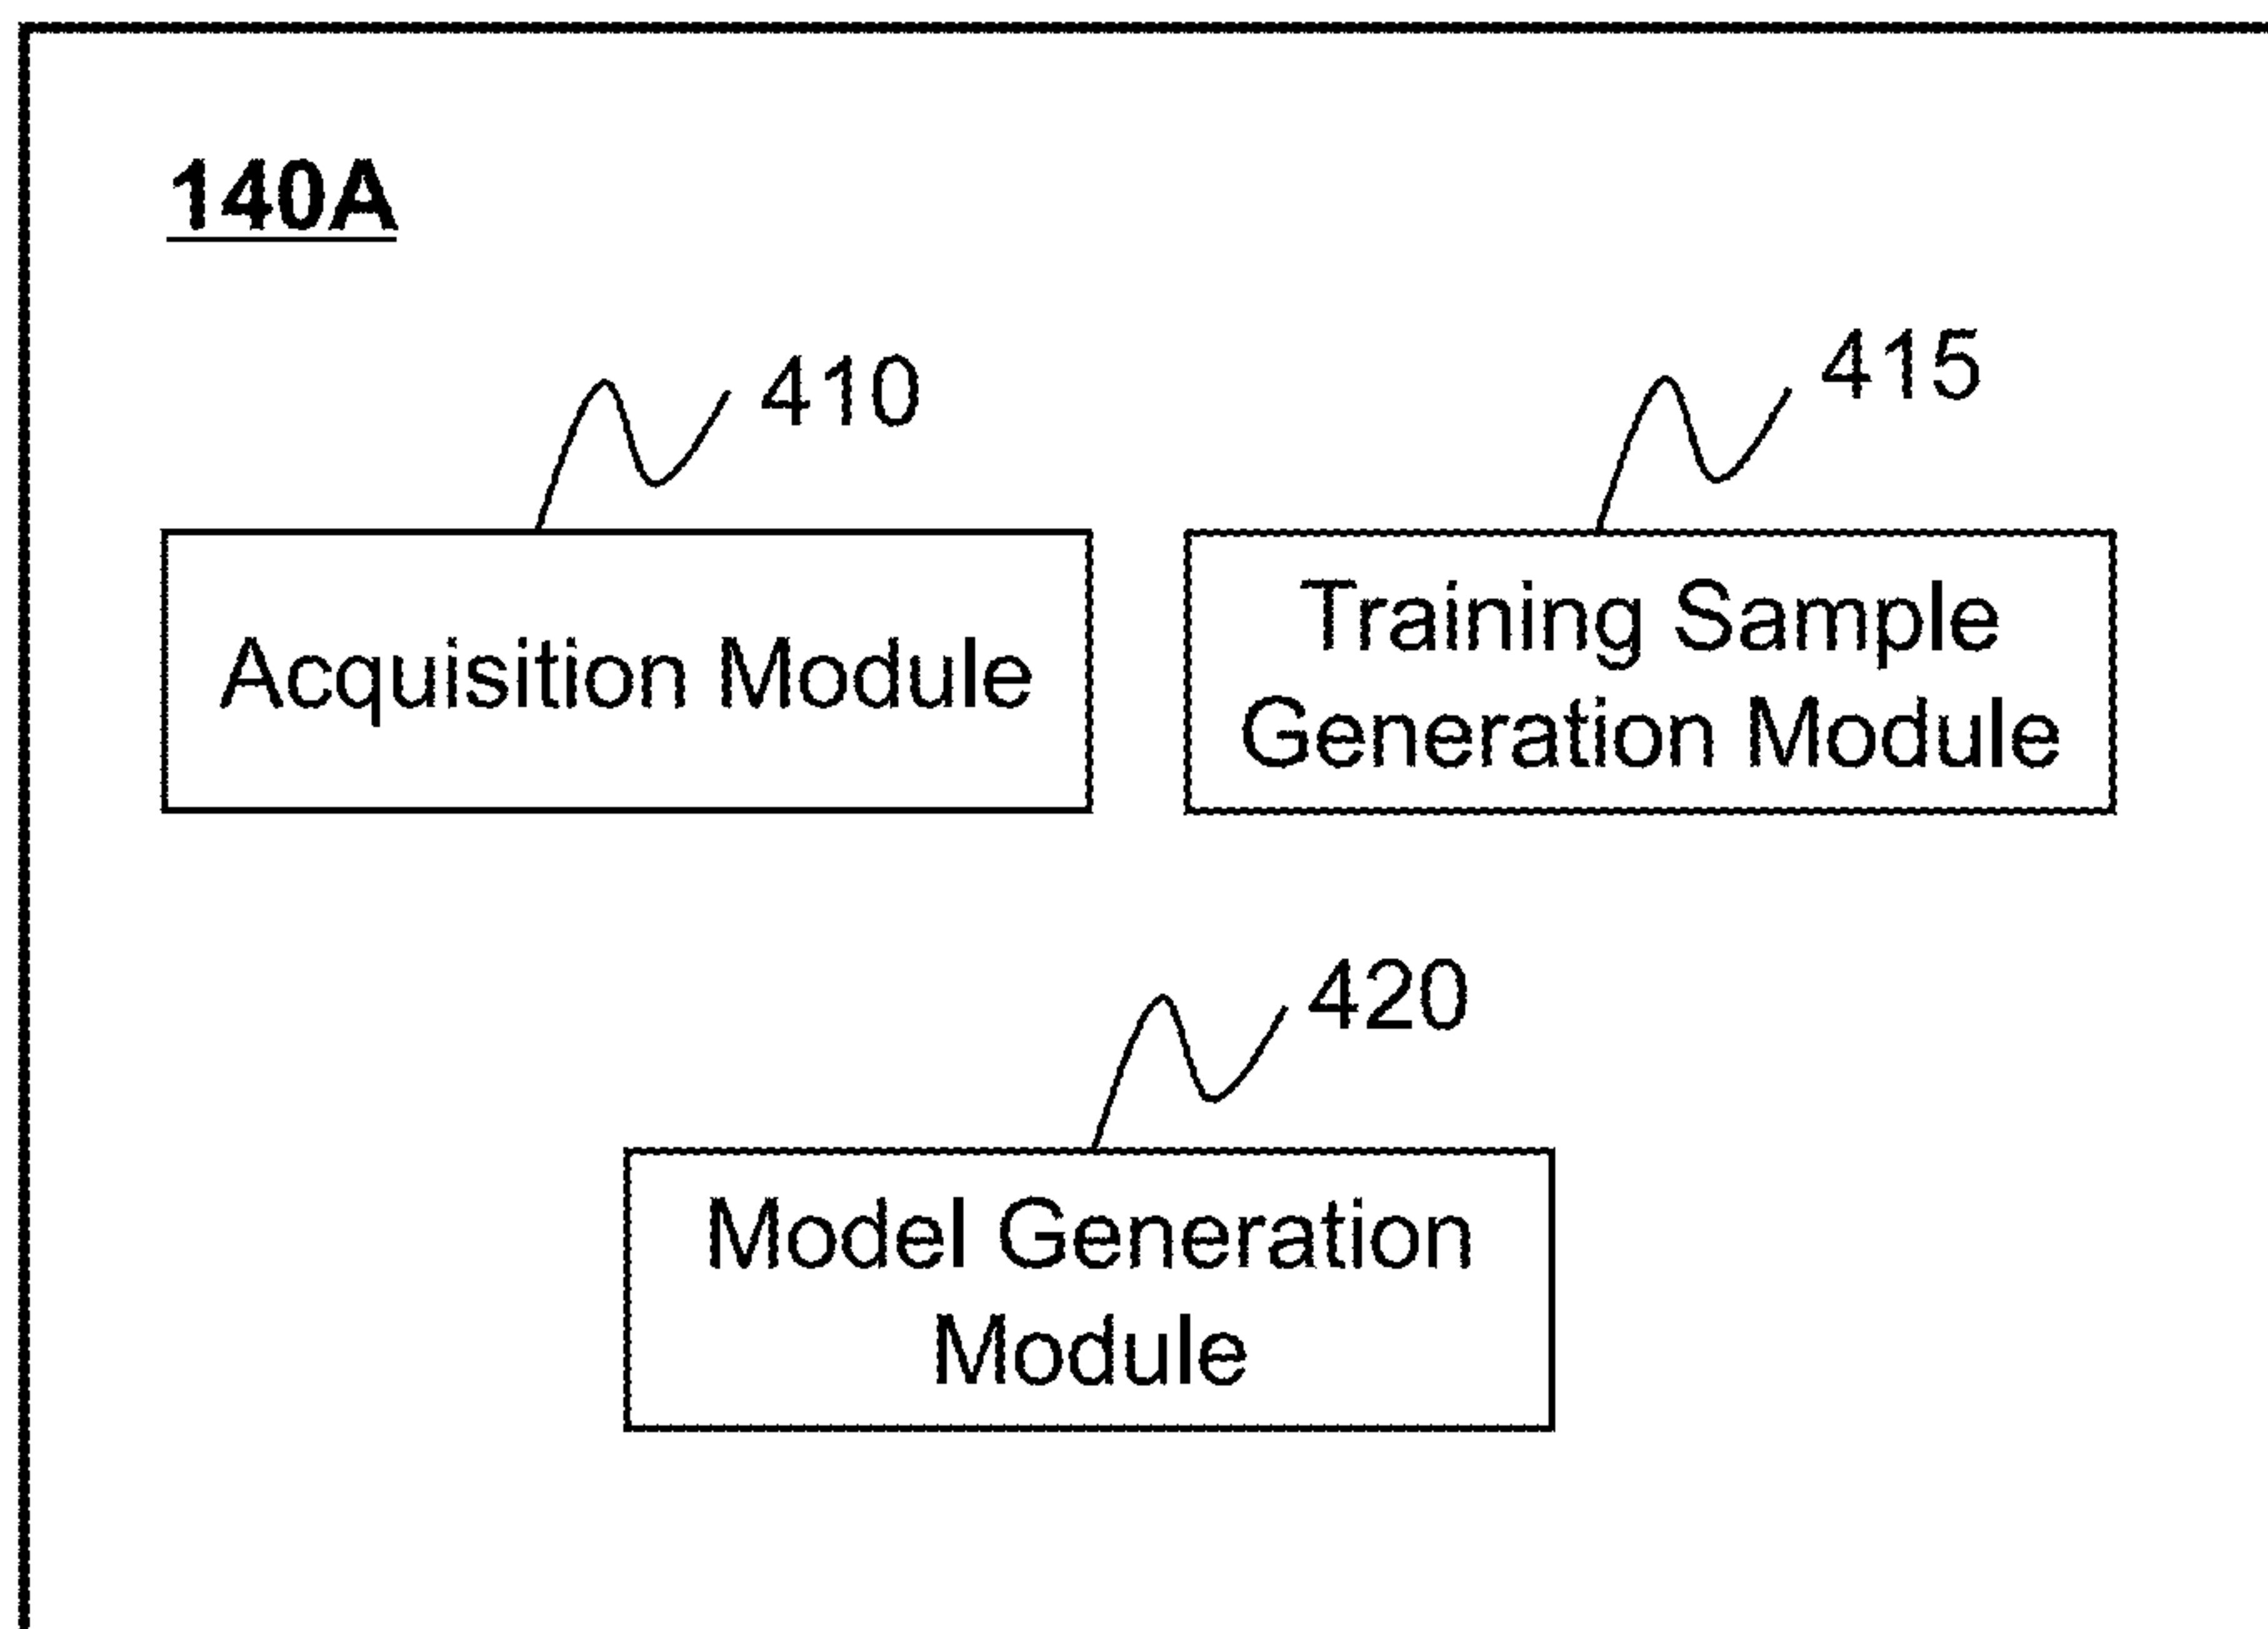 140A
410
415
Acquisition Module
Training Sample
Generation Module
420
Model Generation
Module